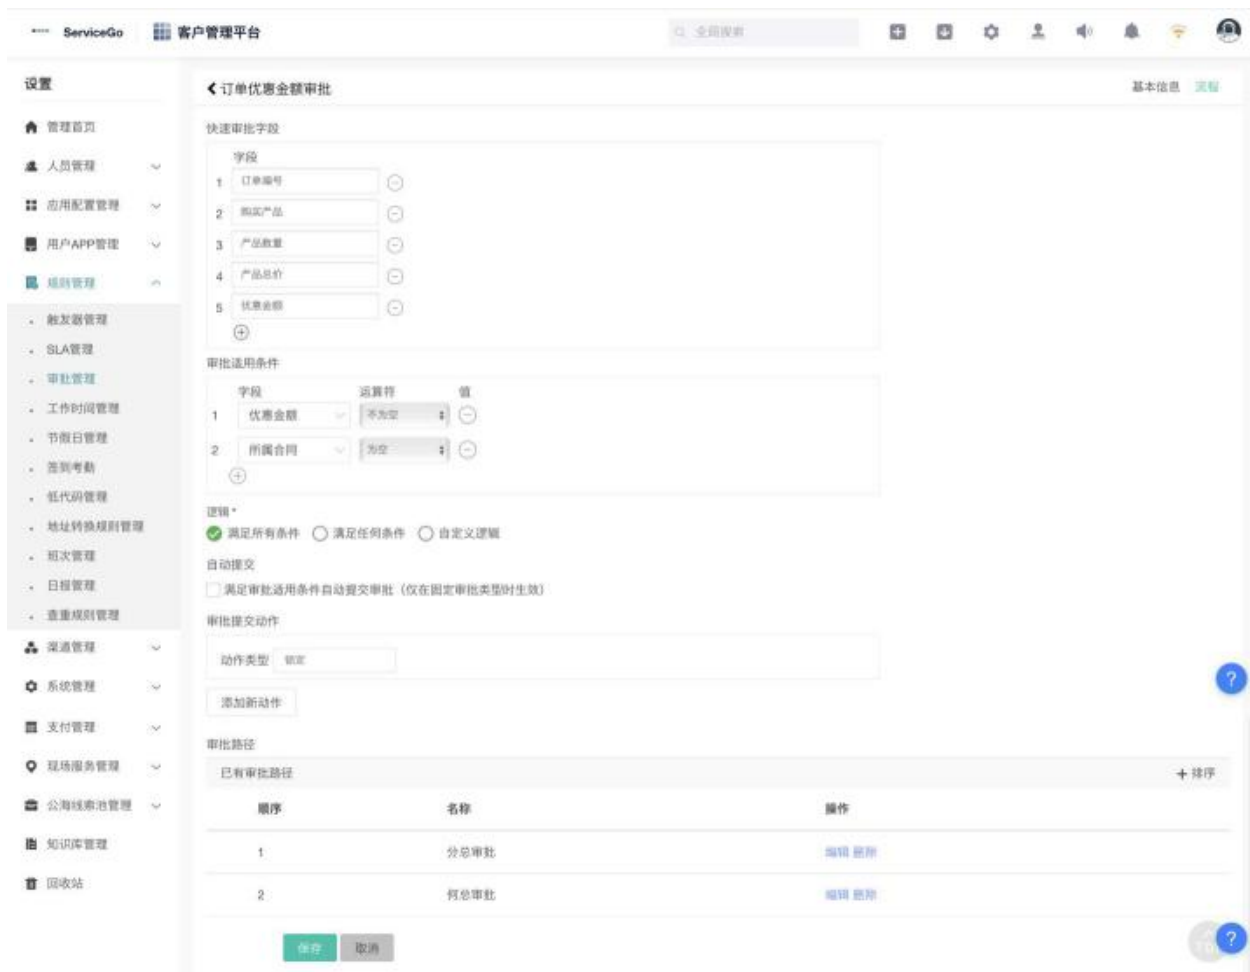 ServiceGo 客户管理平台 全局搜索
设置
管理首页
人员管理
应用配置管理
用户APP管理
规则管理
触发器管理
SLA管理
审批管理
工作时间管理
节假日管理
签到考勤
低代码管理
地址转换规则管理
班次管理
日报管理
查重规则管理
渠道管理
系统管理
支付管理
现场服务管理
公海线索池管理
知识库管理
回收站
订单优惠金额审批 基本信息 流程
快速审批字段
字段
1 订单编号
2 购买产品
3 产品数量
4 产品总价
5 优惠金额
审批适用条件
字段 运算符 值
1 优惠金额 不为空
2 所属合同 为空
逻辑*
满足所有条件 满足任何条件 自定义逻辑
自动提交
满足审批适用条件自动提交审批（仅在固定审批类型时生效）
审批提交动作
动作类型 锁定
添加新动作
审批路径
已有审批路径 +排序
顺序 名称 操作
1 分总审批 编辑 删除
2 何总审批 编辑 删除
保存 取消
?
?